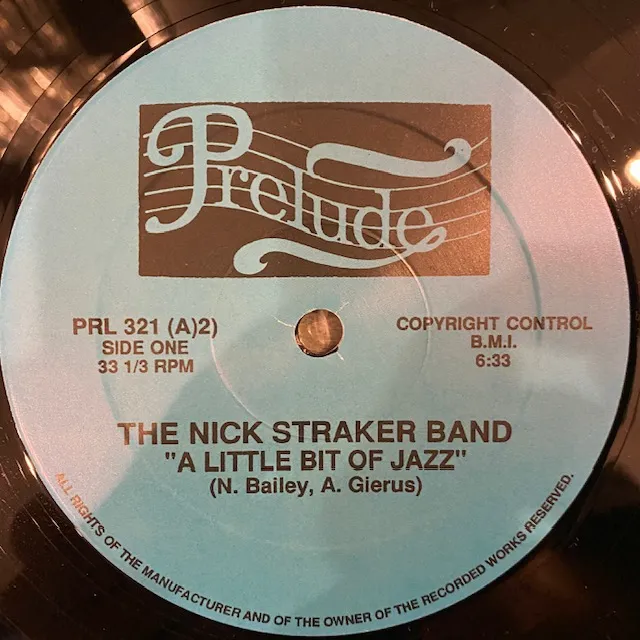 Prelude
PRL 321 (A)2)
SIDE ONE
33 1/3 RPM
COPYRIGHT CONTROL
B.M.I.
6:33
THE NICK STRAKER BAND
"A LITTLE BIT OF JAZZ"
(N. Bailey, A. Gierus)
ALL RIGHTS OF THE MANUFACTURER AND OF THE OWNER OF THE RECORDED WORKS RESERVED.